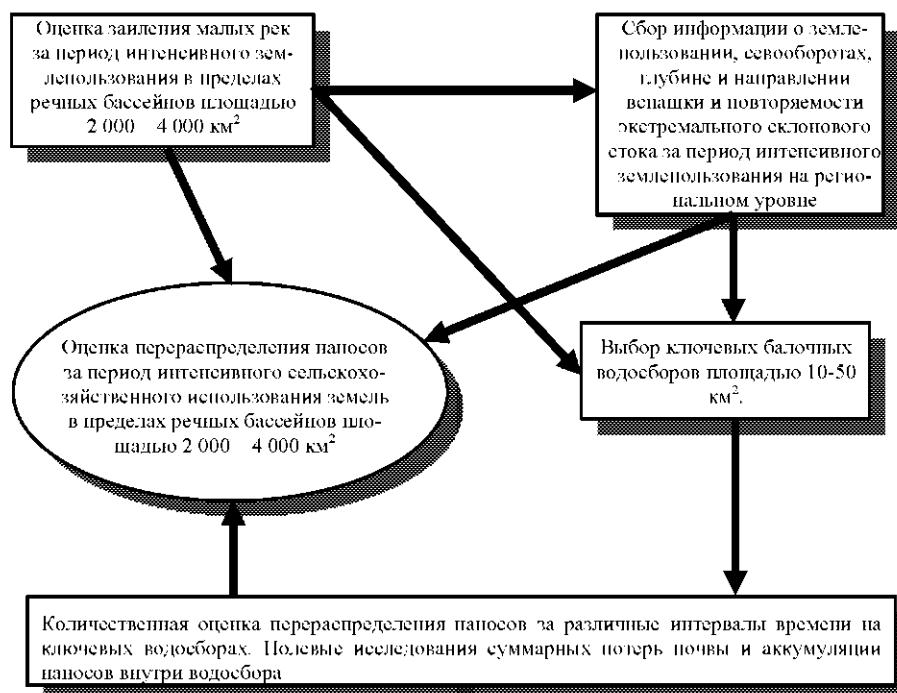 Оценка заиления малых рек
за период интенсивного зем-
лепользования в пределах
речных бассейнов площадью
2 000 4 000 км²
Сбор информации о земле-
пользовании, севооборотах,
глубине и направлении
вспашки и повторяемости
экстремального склонового
стока за период интенсивного
землепользования на регио-
нальном уровне
Оценка перераспределения наносов
за период интенсивного сельскохо-
зяйственного использования земель
в пределах речных бассейнов пло-
щадью 2 000 4 000 км²
Выбор ключевых балочных
водосборов площадью 10-50
км².
Количественная оценка перераспределения наносов за различные интервалы времени на
ключевых водосборах. Полевые исследования суммарных потерь почвы и аккумуляции
наносов внутри водосбора